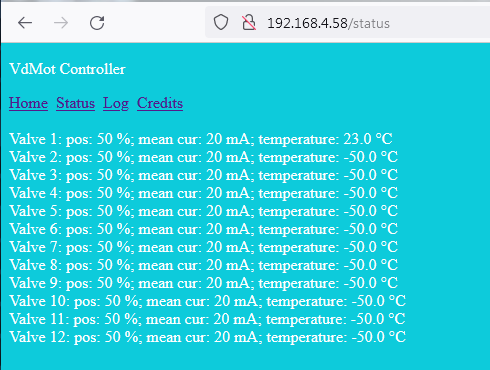 192.168.4.58/status
VdMot Controller
Home Status Log Credits
Valve 1: pos: 50 %; mean cur: 20 mA; temperature: 23.0 °C
Valve 2: pos: 50 %; mean cur: 20 mA; temperature: -50.0 °C
Valve 3: pos: 50 %; mean cur: 20 mA; temperature: -50.0 °C
Valve 4: pos: 50 %; mean cur: 20 mA; temperature: -50.0 °C
Valve 5: pos: 50 %; mean cur: 20 mA; temperature: -50.0 °C
Valve 6: pos: 50 %; mean cur: 20 mA; temperature: -50.0 °C
Valve 7: pos: 50 %; mean cur: 20 mA; temperature: -50.0 °C
Valve 8: pos: 50 %; mean cur: 20 mA; temperature: -50.0 °C
Valve 9: pos: 50 %; mean cur: 20 mA; temperature: -50.0 °C
Valve 10: pos: 50 %; mean cur: 20 mA; temperature: -50.0 °C
Valve 11: pos: 50 %; mean cur: 20 mA; temperature: -50.0 °C
Valve 12: pos: 50 %; mean cur: 20 mA; temperature: -50.0 °C